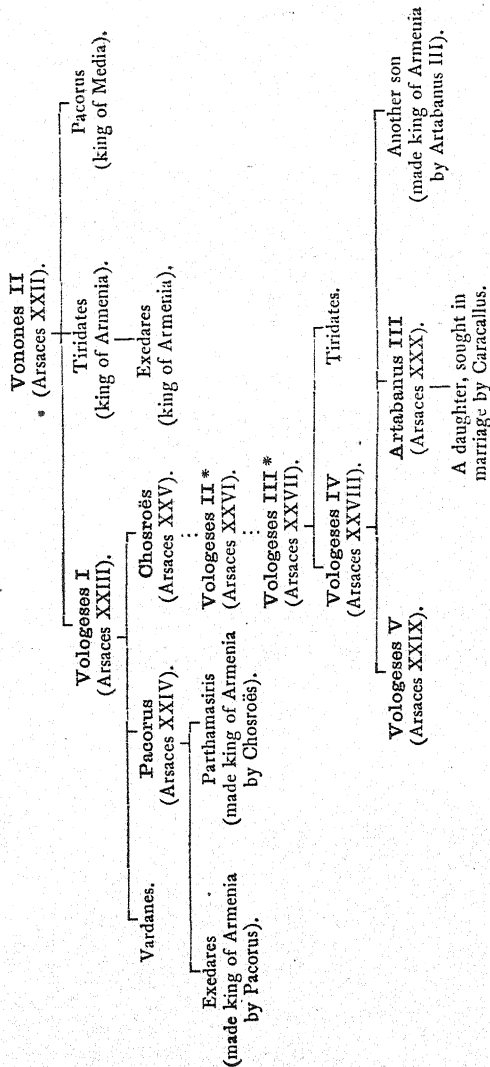 Vonones II
(Arsaces XXII).
Vologeses I
(Arsaces XXIII).
Tiridates
(king of Armenia).
Pacorus
(king of Media).
Exedares
(king of Armenia).
Vardanes.
Pacorus
(Arsaces XXIV).
Chosroës
(Arsaces XXV).
Exedares
(made king of Armenia
by Pacorus).
Parthamasiris
(made king of Armenia
by Chosroës).
Vologeses II *
(Arsaces XXVI).
Vologeses III *
(Arsaces XXVII).
Vologeses IV
(Arsaces XXVIII).
Tiridates.
Vologeses V
(Arsaces XXIX).
Artabanus III
(Arsaces XXX).
Another son
(made king of Armenia
by Artabanus III).
A daughter, sought in
marriage by Caracallus.